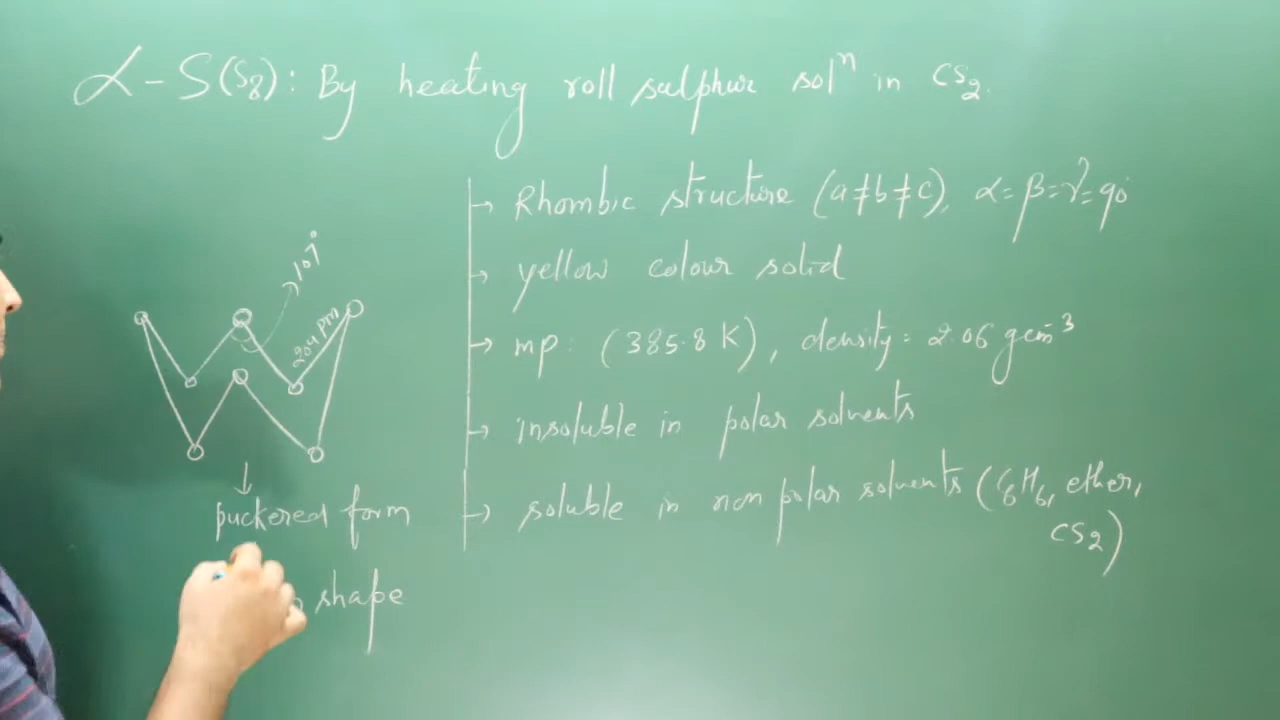 α-S(S₈): By heating roll sulphur solⁿ in CS₂.
→ Rhombic structure (a≠b≠c), α=β=γ=90°
→ yellow colour solid
→ mp: (385.8 K), density = 2.06 gcm⁻³
→ insoluble in polar solvents
→ soluble in non polar solvents (C₆H₆, ether,
CS₂)
107°
204 pm
↓
puckered form
shape